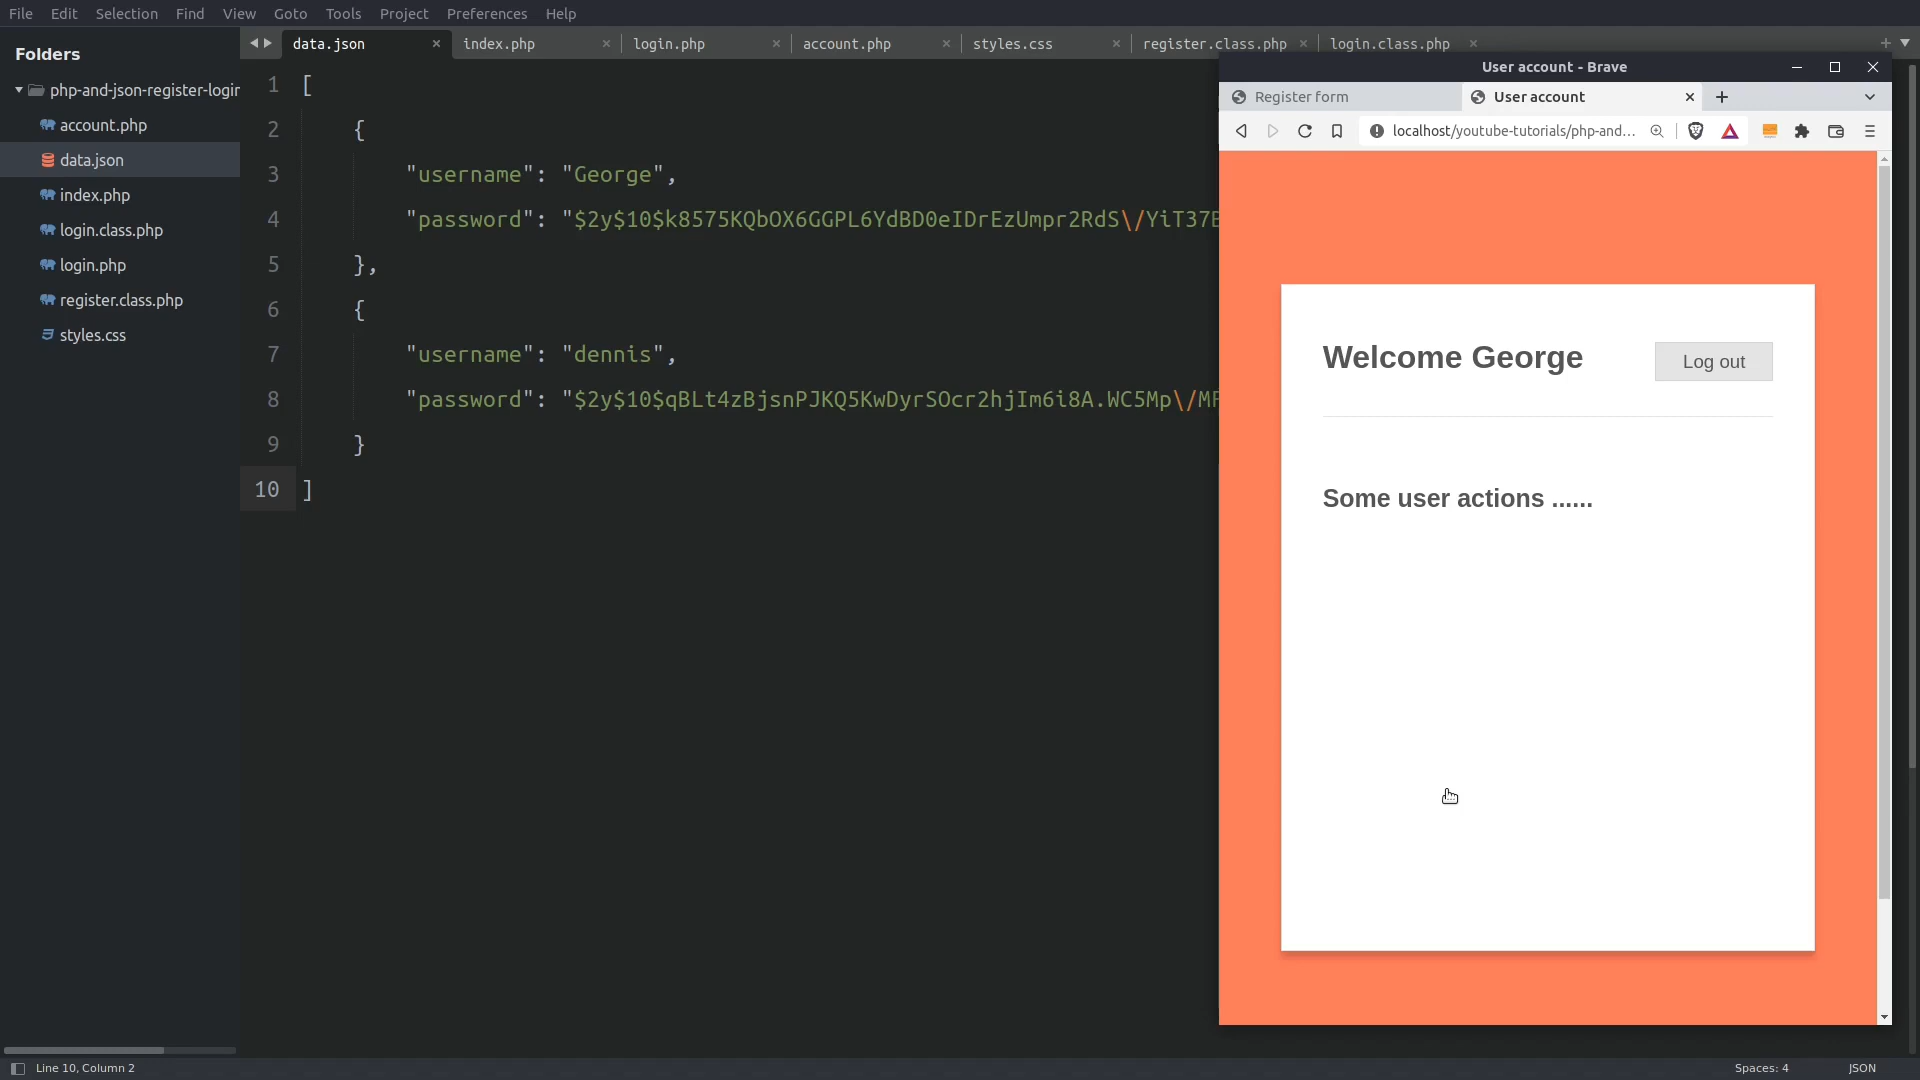 File Edit Selection Find View Goto Tools Project Preferences Help
Folders
php-and-json-register-login
account.php
data.json
index.php
login.class.php
login.php
register.class.php
styles.css
data.json index.php login.php account.php styles.css register.class.php login.class.php
1 [
2 {
3 "username": "George",
4 "password": "$2y$10$k8575KQbOX6GGPL6YdBD0eIDrEzUmpr2RdS\/YiT37E
5 },
6 {
7 "username": "dennis",
8 "password": "$2y$10$qBLt4zBjsnPJKQ5KwDyrSOcr2hjIm6i8A.WC5Mp\/MF
9 }
10 ]
User account - Brave
Register form User account
localhost/youtube-tutorials/php-and...
Welcome George
Log out
Some user actions ......
Line 10, Column 2
Spaces: 4 JSON